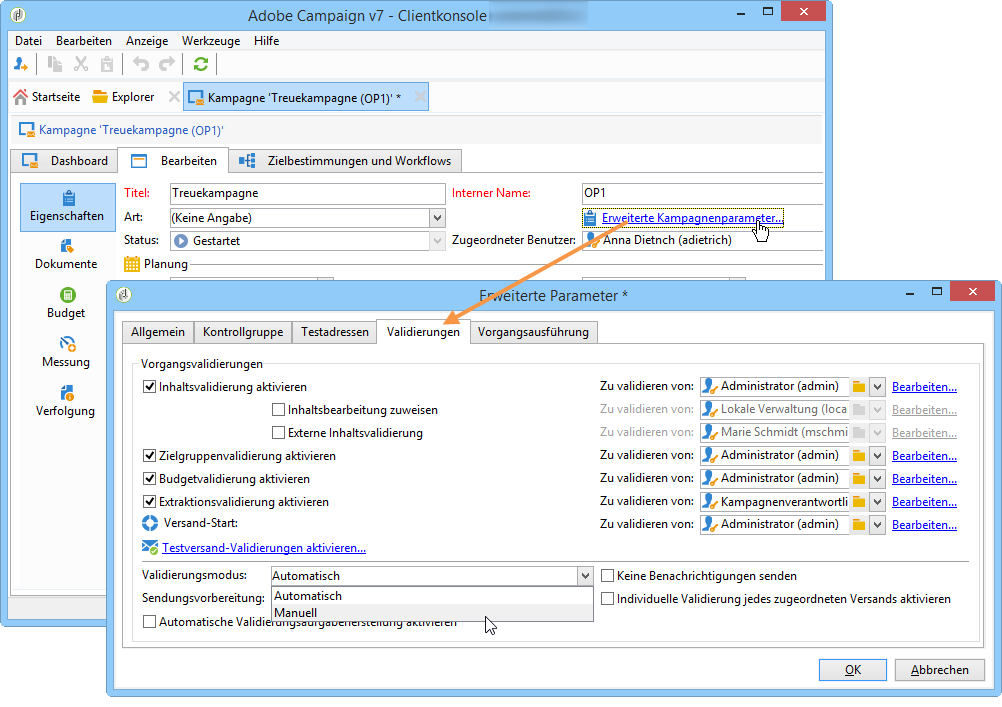 Adobe Campaign v7 - Clientkonsole
Datei Bearbeiten Anzeige Werkzeuge Hilfe
Startseite Explorer Kampagne 'Treuekampagne (OP1)' *
Kampagne 'Treuekampagne (OP1)'
Dashboard Bearbeiten Zielbestimmungen und Workflows
Eigenschaften
Dokumente
Budget
Messung
Verfolgung
Titel: Treuekampagne Interner Name: OP1
Art: (Keine Angabe) Erweiterte Kampagnenparameter...
Status: Gestartet Zugeordneter Benutzer: Anna Dietnch (adietrich)
Planung
Erweiterte Parameter *
Allgemein Kontrollgruppe Testadressen Validierungen Vorgangsausführung
Vorgangsvalidierungen
Inhaltsvalidierung aktivieren Zu validieren von: Administrator (admin) Bearbeiten...
Inhaltsbearbeitung zuweisen Zu validieren von: Lokale Verwaltung (loca Bearbeiten...
Externe Inhaltsvalidierung Zu validieren von: Marie Schmidt (mschmi Bearbeiten...
Zielgruppenvalidierung aktivieren Zu validieren von: Administrator (admin) Bearbeiten...
Budgetvalidierung aktivieren Zu validieren von: Administrator (admin) Bearbeiten...
Extraktionsvalidierung aktivieren Zu validieren von: Kampagnenverantwortli Bearbeiten...
Versand-Start: Zu validieren von: Administrator (admin) Bearbeiten...
Testversand-Validierungen aktivieren...
Validierungsmodus: Automatisch Keine Benachrichtigungen senden
Sendungsvorbereitung: Automatisch Individuelle Validierung jedes zugeordneten Versands aktivieren
Manuell
Automatische Validierungsaufgabenerstellung aktivieren
OK Abbrechen